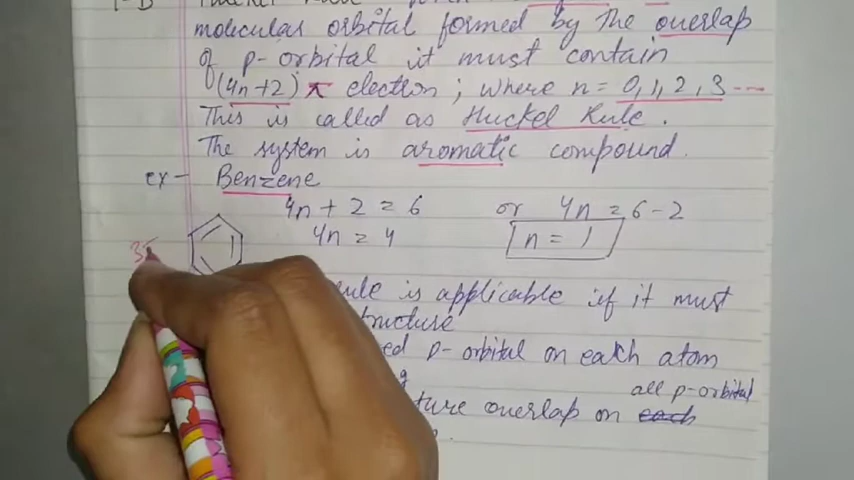 molecular orbital formed by the overlap
of p-orbital it must contain
(4n+2) π electron ; where n = 0, 1, 2, 3 ----
This is called as Huckel Rule.
The system is aromatic compound.
ex - Benzene
4n + 2 = 6 or 4n = 6-2
4n = 4 n = 1
is applicable if it must
p-orbital on each atom
all p-orbital
overlap on each